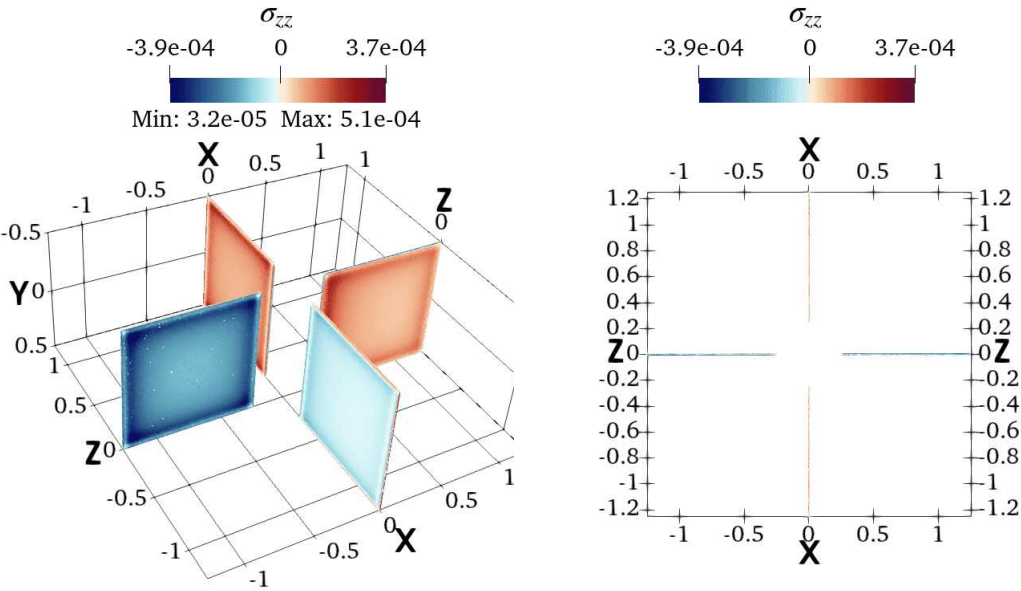 σzz
-3.9e-04 0 3.7e-04
Min: 3.2e-05 Max: 5.1e-04
X
-1 -0.5 0 0.5 1 1
Z
0
-0.5
Y 0
0.5
1
0.5
Z 0
-0.5
-1
-1 -0.5 0 0.5 1
X
σzz
-3.9e-04 0 3.7e-04
X
-1 -0.5 0 0.5 1
1.2 1.2
1 1
0.8 0.8
0.6 0.6
0.4 0.4
0.2 0.2
Z 0 0 Z
-0.2 -0.2
-0.4 -0.4
-0.6 -0.6
-0.8 -0.8
-1 -1
-1.2 -1.2
-1 -0.5 0 0.5 1
X